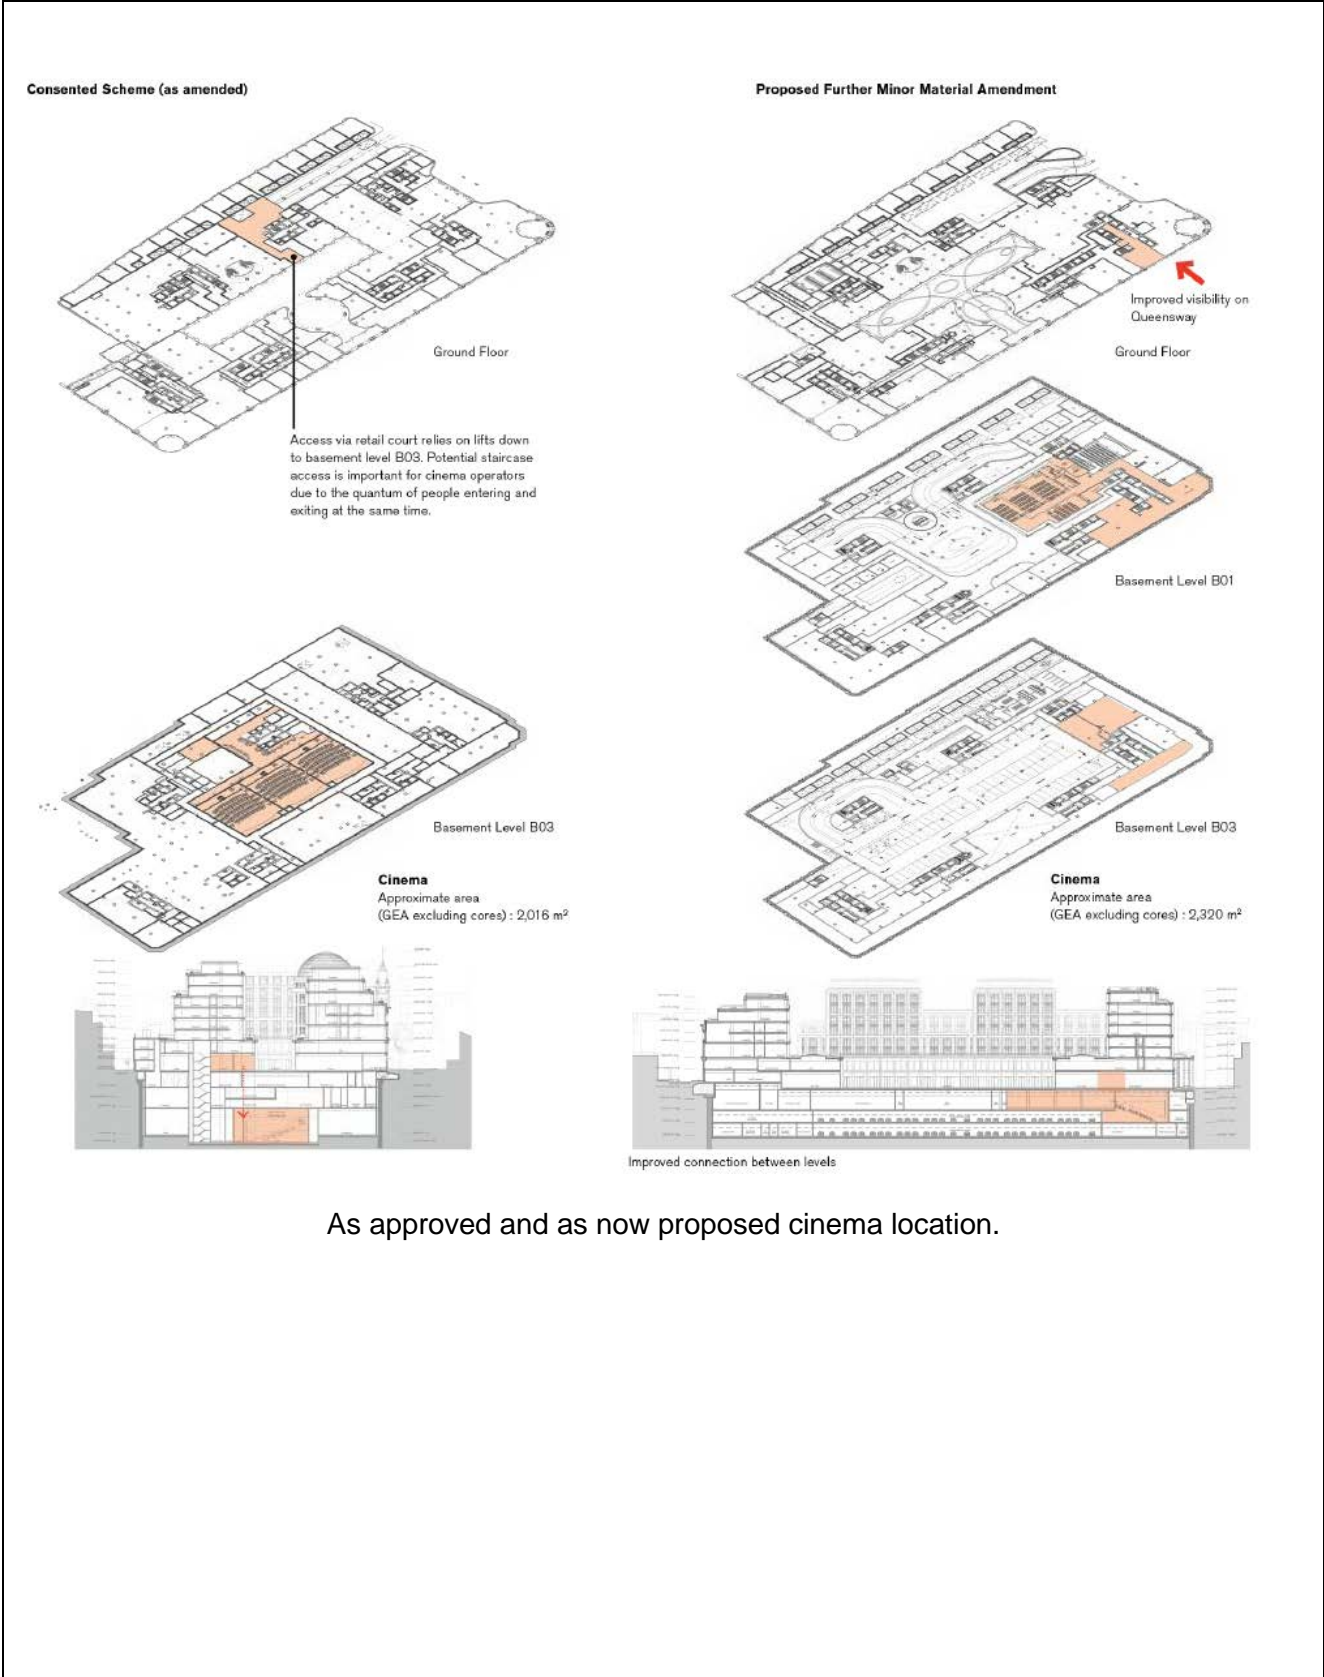 Consented Scheme (as amended)
Ground Floor
Access via retail court relies on lifts down
to basement level B03. Potential staircase
access is important for cinema operators
due to the quantum of people entering and
exiting at the same time.
Basement Level B03
Cinema
Approximate area
(GEA excluding cores) : 2,016 m²
Proposed Further Minor Material Amendment
Improved visibility on
Queensway
Ground Floor
Basement Level B01
Basement Level B03
Cinema
Approximate area
(GEA excluding cores) : 2,320 m²
Improved connection between levels
As approved and as now proposed cinema location.